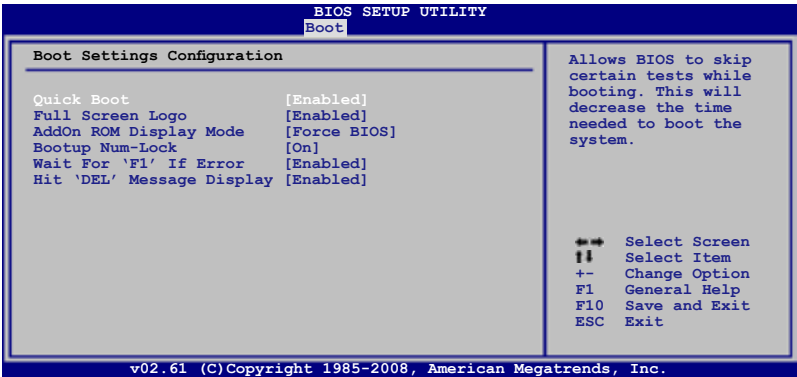 BIOS SETUP UTILITY
Boot
Boot Settings Configuration
Quick Boot [Enabled]
Full Screen Logo [Enabled]
AddOn ROM Display Mode [Force BIOS]
Bootup Num-Lock [On]
Wait For ‘F1’ If Error [Enabled]
Hit ‘DEL’ Message Display [Enabled]
Allows BIOS to skip
certain tests while
booting. This will
decrease the time
needed to boot the
system.
←→ Select Screen
↑↓ Select Item
+- Change Option
F1 General Help
F10 Save and Exit
ESC Exit
v02.61 (C)Copyright 1985-2008, American Megatrends, Inc.